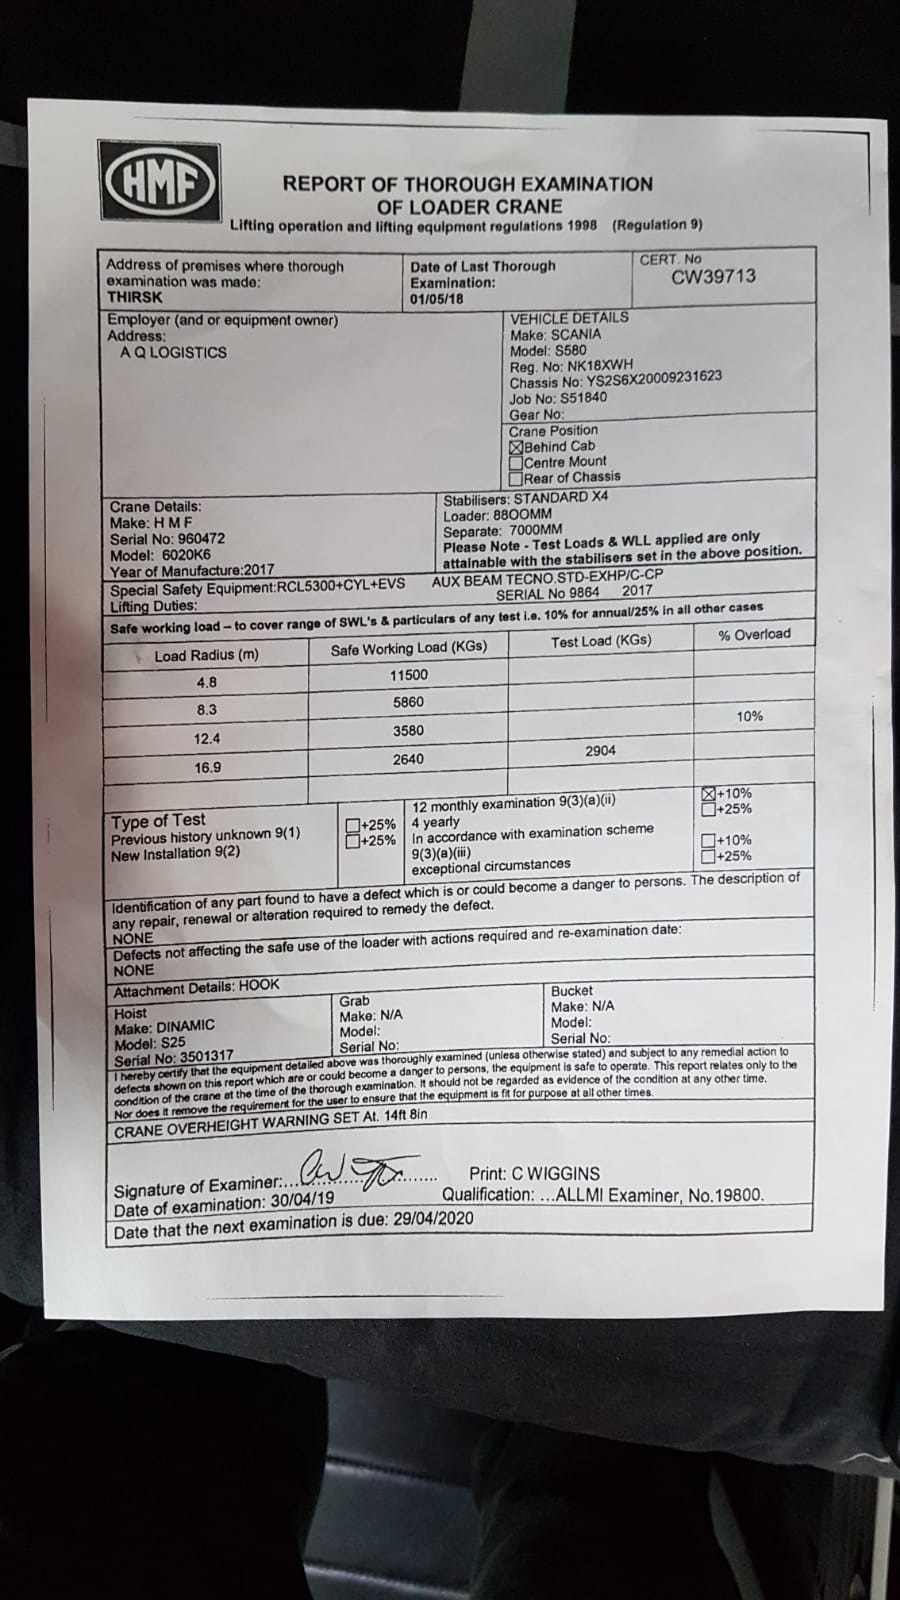 HMF
REPORT OF THOROUGH EXAMINATION
OF LOADER CRANE
Lifting operation and lifting equipment regulations 1998 (Regulation 9)
Address of premises where thorough
examination was made:
THIRSK
Date of Last Thorough
Examination:
01/05/18
CERT. No
CW39713
Employer (and or equipment owner)
Address:
A Q LOGISTICS
VEHICLE DETAILS
Make: SCANIA
Model: S580
Reg. No: NK18XWH
Chassis No: YS2S6X20009231623
Job No: S51840
Gear No:
Crane Position
☒Behind Cab
☐Centre Mount
☐Rear of Chassis
Crane Details:
Make: H M F
Serial No: 960472
Model: 6020K6
Year of Manufacture:2017
Stabilisers: STANDARD X4
Loader: 88OOMM
Separate: 7000MM
Please Note - Test Loads & WLL applied are only
attainable with the stabilisers set in the above position.
Special Safety Equipment:RCL5300+CYL+EVS AUX BEAM TECNO.STD-EXHP/C-CP
SERIAL No 9864 2017
Lifting Duties:
Safe working load – to cover range of SWL's & particulars of any test i.e. 10% for annual/25% in all other cases
Load Radius (m) Safe Working Load (KGs) Test Load (KGs) % Overload
4.8 11500
8.3 5860
12.4 3580 10%
16.9 2640 2904
Type of Test
Previous history unknown 9(1) ☐+25%
New Installation 9(2) ☐+25%
12 monthly examination 9(3)(a)(ii) ☒+10%
4 yearly ☐+25%
In accordance with examination scheme
9(3)(a)(iii) ☐+10%
exceptional circumstances ☐+25%
Identification of any part found to have a defect which is or could become a danger to persons. The description of
any repair, renewal or alteration required to remedy the defect.
NONE
Defects not affecting the safe use of the loader with actions required and re-examination date:
NONE
Attachment Details: HOOK
Hoist
Make: DINAMIC
Model: S25
Serial No: 3501317
Grab
Make: N/A
Model:
Serial No:
Bucket
Make: N/A
Model:
Serial No:
I hereby certify that the equipment detailed above was thoroughly examined (unless otherwise stated) and subject to any remedial action to
defects shown on this report which are or could become a danger to persons, the equipment is safe to operate. This report relates only to the
condition of the crane at the time of the thorough examination. It should not be regarded as evidence of the condition at any other time.
Nor does it remove the requirement for the user to ensure that the equipment is fit for purpose at all other times.
CRANE OVERHEIGHT WARNING SET At. 14ft 8in
Signature of Examiner:.............................
Print: C WIGGINS
Date of examination: 30/04/19
Qualification: ...ALLMI Examiner, No.19800.
Date that the next examination is due: 29/04/2020